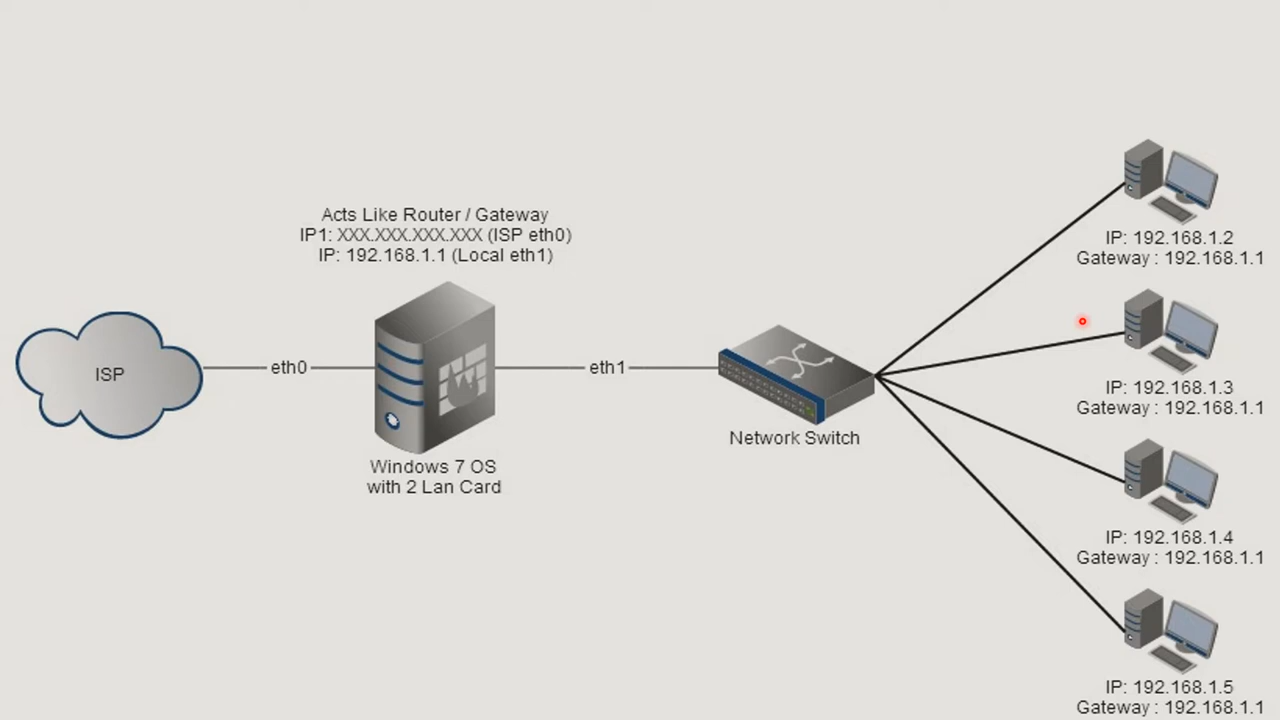 Acts Like Router / Gateway
IP1: XXX.XXX.XXX.XXX (ISP eth0)
IP: 192.168.1.1 (Local eth1)
ISP
eth0
eth1
Windows 7 OS
with 2 Lan Card
Network Switch
IP: 192.168.1.2
Gateway : 192.168.1.1
IP: 192.168.1.3
Gateway : 192.168.1.1
IP: 192.168.1.4
Gateway : 192.168.1.1
IP: 192.168.1.5
Gateway : 192.168.1.1